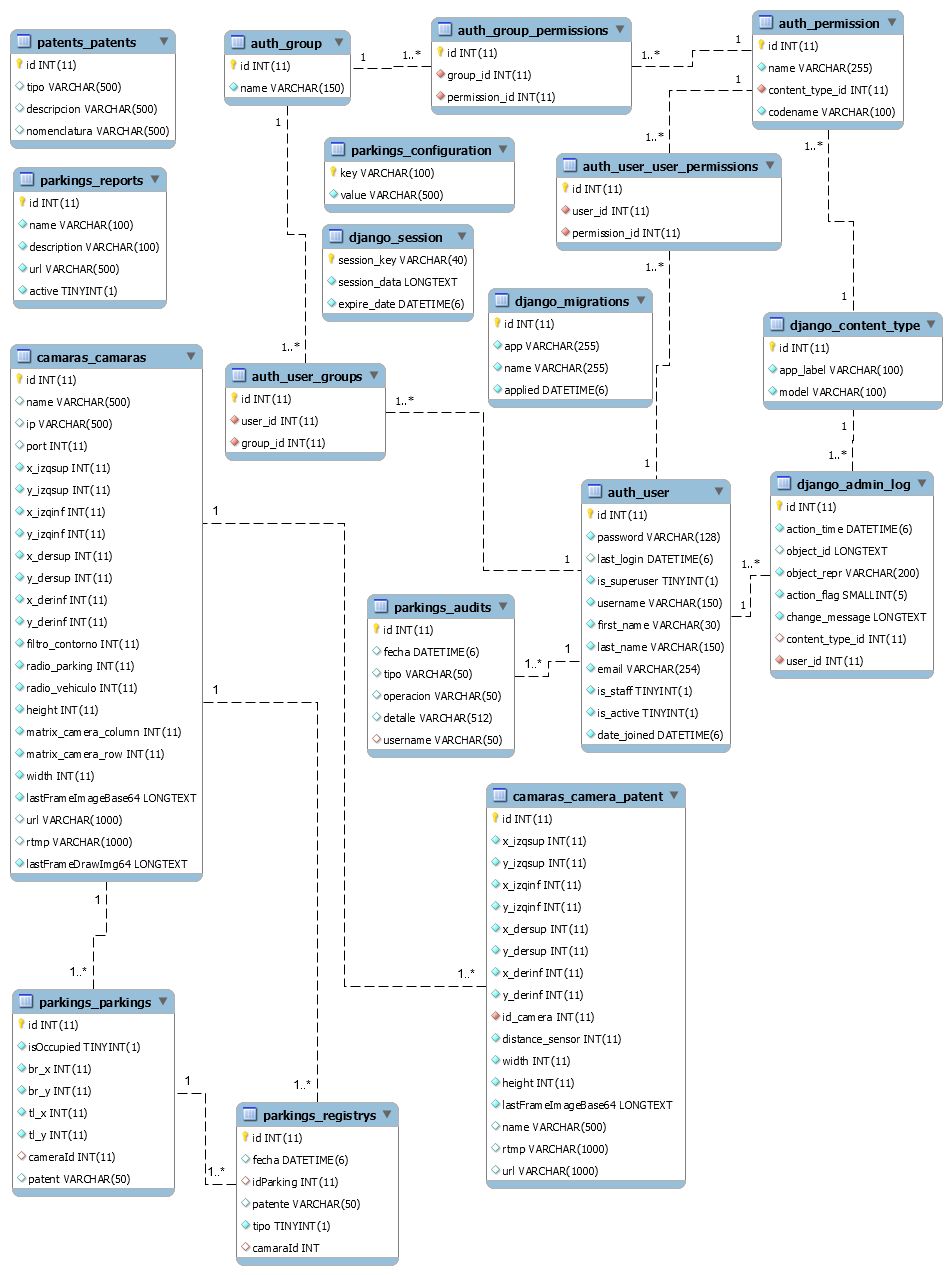 patents_patents
id INT(11)
tipo VARCHAR(500)
descripcion VARCHAR(500)
nomenclatura VARCHAR(500)
auth_group
id INT(11)
name VARCHAR(150)
1
1..*
auth_group_permissions
id INT(11)
group_id INT(11)
permission_id INT(11)
1..*
1
auth_permission
id INT(11)
name VARCHAR(255)
content_type_id INT(11)
codename VARCHAR(100)
1
1..*
1
1..*
parkings_configuration
key VARCHAR(100)
value VARCHAR(500)
auth_user_user_permissions
id INT(11)
user_id INT(11)
permission_id INT(11)
parkings_reports
id INT(11)
name VARCHAR(100)
description VARCHAR(100)
url VARCHAR(500)
active TINYINT(1)
django_session
session_key VARCHAR(40)
session_data LONGTEXT
expire_date DATETIME(6)
1..*
1
django_migrations
id INT(11)
app VARCHAR(255)
name VARCHAR(255)
applied DATETIME(6)
django_content_type
id INT(11)
app_label VARCHAR(100)
model VARCHAR(100)
1..*
camaras_camaras
id INT(11)
name VARCHAR(500)
ip VARCHAR(500)
port INT(11)
x_izqsup INT(11)
y_izqsup INT(11)
x_izqinf INT(11)
y_izqinf INT(11)
x_dersup INT(11)
y_dersup INT(11)
x_derinf INT(11)
y_derinf INT(11)
filtro_contorno INT(11)
radio_parking INT(11)
radio_vehiculo INT(11)
height INT(11)
matrix_camera_column INT(11)
matrix_camera_row INT(11)
width INT(11)
lastFrameImageBase64 LONGTEXT
url VARCHAR(1000)
rtmp VARCHAR(1000)
lastFrameDrawImg64 LONGTEXT
auth_user_groups
id INT(11)
user_id INT(11)
group_id INT(11)
1..*
1
1..*
1
1
auth_user
id INT(11)
password VARCHAR(128)
last_login DATETIME(6)
is_superuser TINYINT(1)
username VARCHAR(150)
first_name VARCHAR(30)
last_name VARCHAR(150)
email VARCHAR(254)
is_staff TINYINT(1)
is_active TINYINT(1)
date_joined DATETIME(6)
django_admin_log
id INT(11)
action_time DATETIME(6)
object_id LONGTEXT
object_repr VARCHAR(200)
action_flag SMALLINT(5)
change_message LONGTEXT
content_type_id INT(11)
user_id INT(11)
1
1
1..*
1
parkings_audits
id INT(11)
fecha DATETIME(6)
tipo VARCHAR(50)
operacion VARCHAR(50)
detalle VARCHAR(512)
username VARCHAR(50)
1
1..*
1
camaras_camera_patent
id INT(11)
x_izqsup INT(11)
y_izqsup INT(11)
x_izqinf INT(11)
y_izqinf INT(11)
x_dersup INT(11)
y_dersup INT(11)
x_derinf INT(11)
y_derinf INT(11)
id_camera INT(11)
distance_sensor INT(11)
width INT(11)
height INT(11)
lastFrameImageBase64 LONGTEXT
name VARCHAR(500)
rtmp VARCHAR(1000)
url VARCHAR(1000)
1
1..*
1..*
parkings_parkings
id INT(11)
isOccupied TINYINT(1)
br_x INT(11)
br_y INT(11)
tl_x INT(11)
tl_y INT(11)
cameraId INT(11)
patent VARCHAR(50)
1
1..*
1..*
parkings_registrys
id INT(11)
fecha DATETIME(6)
idParking INT(11)
patente VARCHAR(50)
tipo TINYINT(1)
camaraId INT